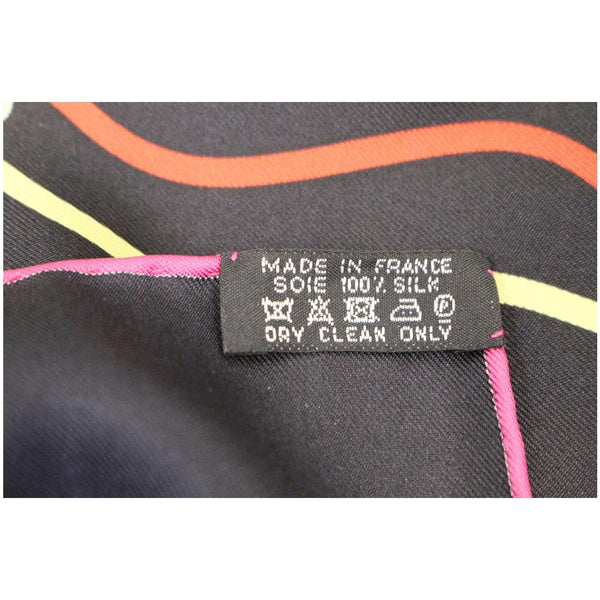 MADE IN FRANCE
SOIE 100% SILK
P
DRY CLEAN ONLY